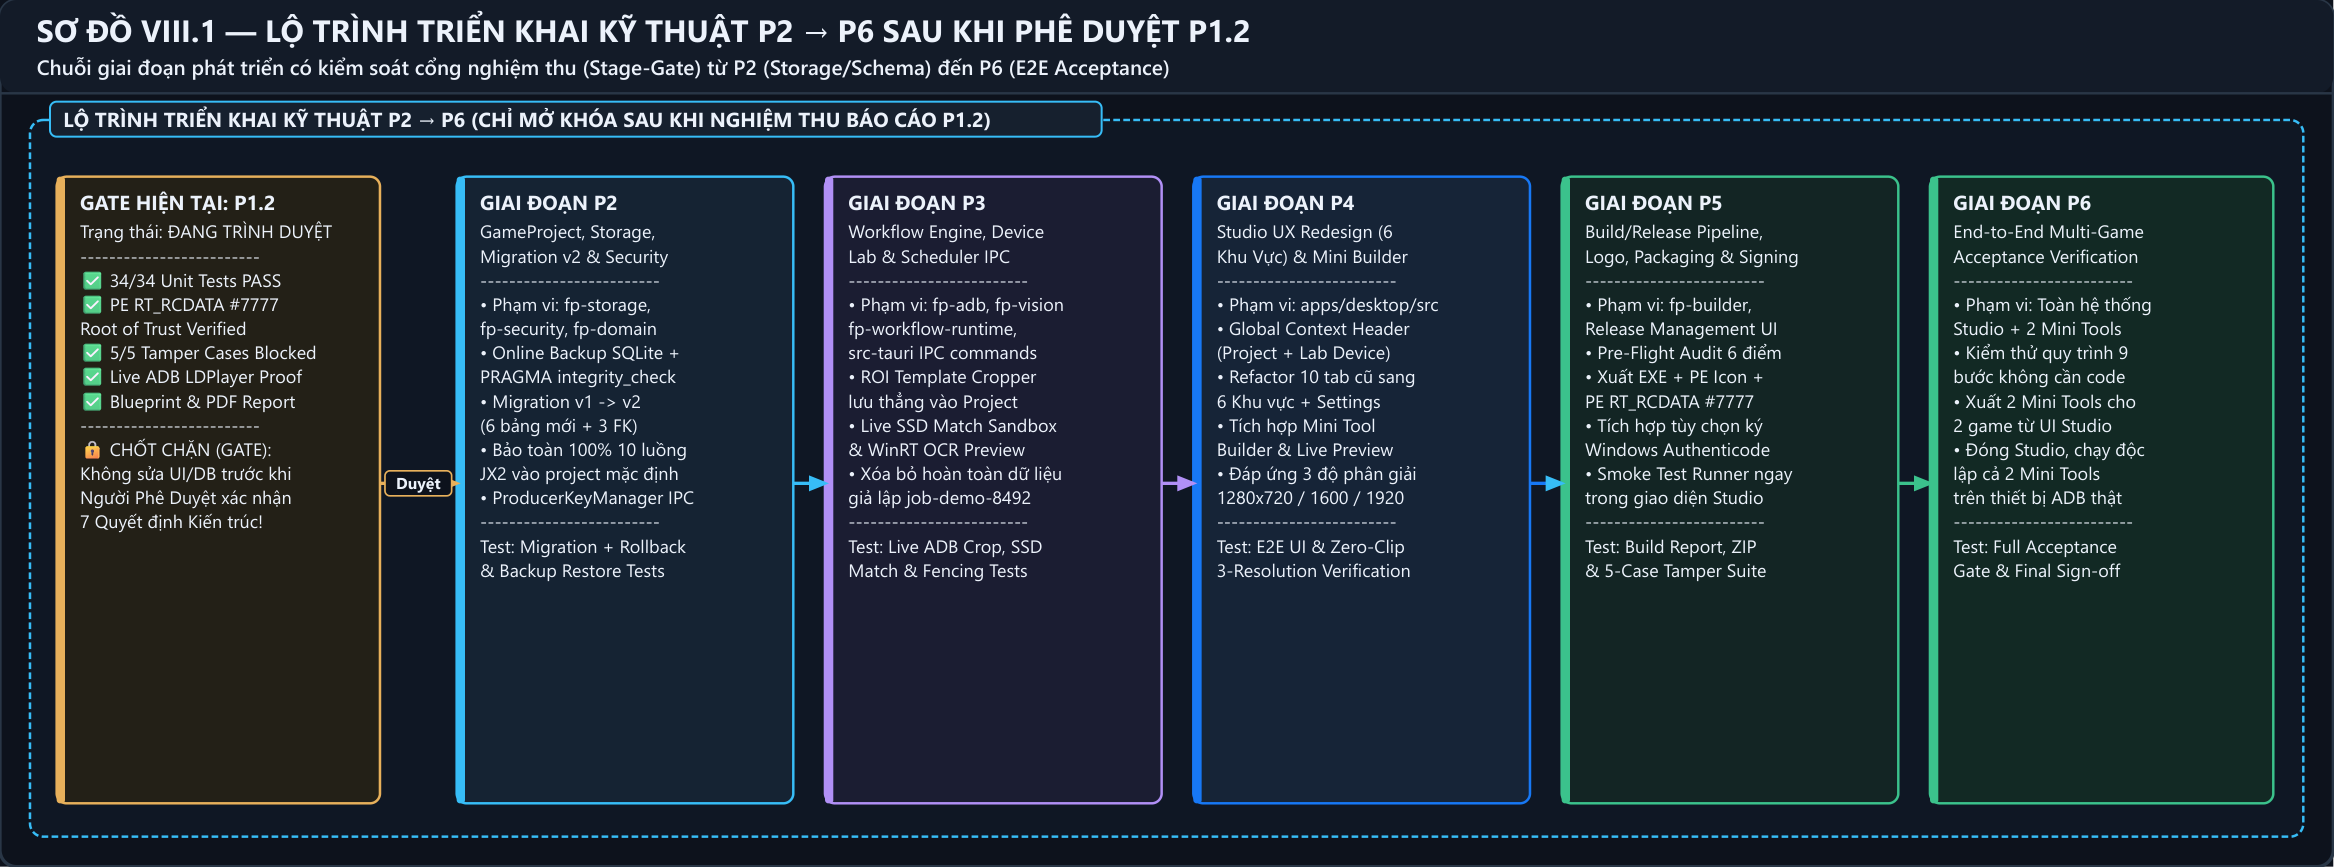 SƠ ĐỒ VIII.1 — LỘ TRÌNH TRIỂN KHAI KỸ THUẬT P2 → P6 SAU KHI PHÊ DUYỆT P1.2
Chuỗi giai đoạn phát triển có kiểm soát cổng nghiệm thu (Stage-Gate) từ P2 (Storage/Schema) đến P6 (E2E Acceptance)
LỘ TRÌNH TRIỂN KHAI KỸ THUẬT P2 → P6 (CHỈ MỞ KHÓA SAU KHI NGHIỆM THU BÁO CÁO P1.2)
GATE HIỆN TẠI: P1.2
Trạng thái: ĐANG TRÌNH DUYỆT
-------------------------
✅ 34/34 Unit Tests PASS
✅ PE RT_RCDATA #7777
Root of Trust Verified
✅ 5/5 Tamper Cases Blocked
✅ Live ADB LDPlayer Proof
✅ Blueprint & PDF Report
-------------------------
🔒 CHỐT CHẶN (GATE):
Không sửa UI/DB trước khi
Người Phê Duyệt xác nhận
7 Quyết định Kiến trúc!
Duyệt
GIAI ĐOẠN P2
GameProject, Storage,
Migration v2 & Security
-------------------------
• Phạm vi: fp-storage,
fp-security, fp-domain
• Online Backup SQLite +
PRAGMA integrity_check
• Migration v1 -> v2
(6 bảng mới + 3 FK)
• Bảo toàn 100% 10 luồng
JX2 vào project mặc định
• ProducerKeyManager IPC
-------------------------
Test: Migration + Rollback
& Backup Restore Tests
GIAI ĐOẠN P3
Workflow Engine, Device
Lab & Scheduler IPC
-------------------------
• Phạm vi: fp-adb, fp-vision
fp-workflow-runtime,
src-tauri IPC commands
• ROI Template Cropper
lưu thẳng vào Project
• Live SSD Match Sandbox
& WinRT OCR Preview
• Xóa bỏ hoàn toàn dữ liệu
giả lập job-demo-8492
-------------------------
Test: Live ADB Crop, SSD
Match & Fencing Tests
GIAI ĐOẠN P4
Studio UX Redesign (6
Khu Vực) & Mini Builder
-------------------------
• Phạm vi: apps/desktop/src
• Global Context Header
(Project + Lab Device)
• Refactor 10 tab cũ sang
6 Khu vực + Settings
• Tích hợp Mini Tool
Builder & Live Preview
• Đáp ứng 3 độ phân giải
1280x720 / 1600 / 1920
-------------------------
Test: E2E UI & Zero-Clip
3-Resolution Verification
GIAI ĐOẠN P5
Build/Release Pipeline,
Logo, Packaging & Signing
-------------------------
• Phạm vi: fp-builder,
Release Management UI
• Pre-Flight Audit 6 điểm
• Xuất EXE + PE Icon +
PE RT_RCDATA #7777
• Tích hợp tùy chọn ký
Windows Authenticode
• Smoke Test Runner ngay
trong giao diện Studio
-------------------------
Test: Build Report, ZIP
& 5-Case Tamper Suite
GIAI ĐOẠN P6
End-to-End Multi-Game
Acceptance Verification
-------------------------
• Phạm vi: Toàn hệ thống
Studio + 2 Mini Tools
• Kiểm thử quy trình 9
bước không cần code
• Xuất 2 Mini Tools cho
2 game từ UI Studio
• Đóng Studio, chạy độc
lập cả 2 Mini Tools
trên thiết bị ADB thật
-------------------------
Test: Full Acceptance
Gate & Final Sign-off